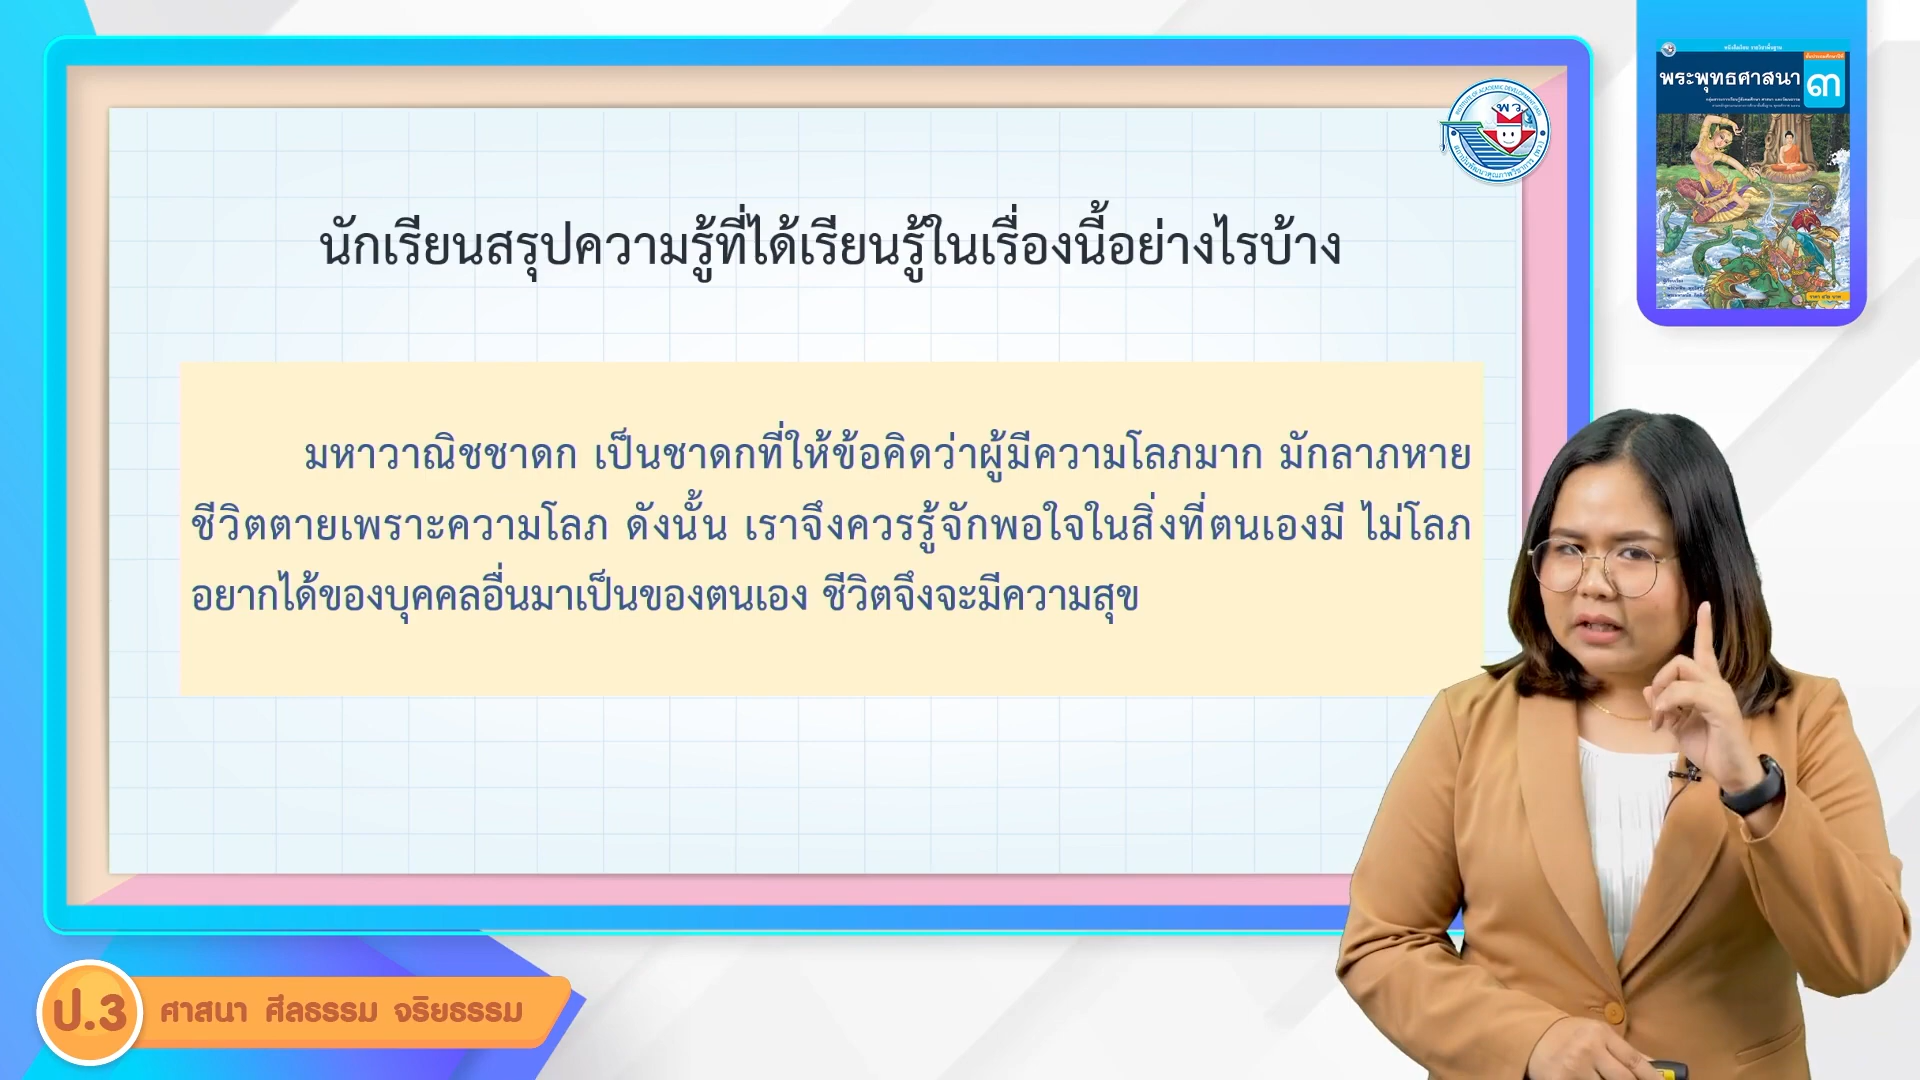 นักเรียนสรุปความรู้ที่ได้เรียนรู้ในเรื่องนี้อย่างไรบ้าง
มหาวาณิชชาดก เป็นชาดกที่ให้ข้อคิดว่าผู้มีความโลภมาก มักลาภหาย
ชีวิตตายเพราะความโลภ ดังนั้น เราจึงควรรู้จักพอใจในสิ่งที่ตนเองมี ไม่โลภ
อยากได้ของบุคคลอื่นมาเป็นของตนเอง ชีวิตจึงจะมีความสุข
พว.
พระพุทธศาสนา
๓
ป.3
ศาสนา ศีลธรรม จริยธรรม